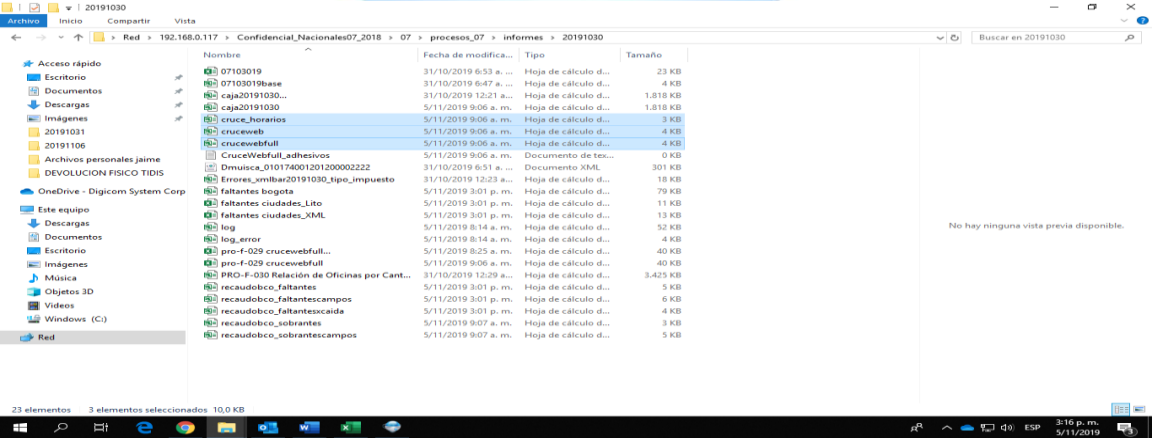 20191030
Archivo Inicio Compartir Vista
> Red > 192.168.0.117 > Confidencial_Nacionales07_2018 > 07 > procesos_07 > informes > 20191030
Buscar en 20191030
Acceso rápido
Escritorio
Documentos
Descargas
Imágenes
20191031
20191106
Archivos personales jaime
DEVOLUCION FISICO TIDIS
OneDrive - Digicom System Corp
Este equipo
Descargas
Documentos
Escritorio
Imágenes
Música
Objetos 3D
Videos
Windows (C:)
Red
Nombre Fecha de modifica... Tipo Tamaño
07103019 31/10/2019 6:53 a. ... Hoja de cálculo d... 23 KB
07103019base 31/10/2019 6:47 a. ... Hoja de cálculo d... 4 KB
caja20191030... 31/10/2019 12:21 a... Hoja de cálculo d... 1.818 KB
caja20191030 5/11/2019 9:06 a. m. Hoja de cálculo d... 1.818 KB
cruce_horarios 5/11/2019 9:06 a. m. Hoja de cálculo d... 3 KB
cruceweb 5/11/2019 9:06 a. m. Hoja de cálculo d... 4 KB
crucewebfull 5/11/2019 9:06 a. m. Hoja de cálculo d... 4 KB
CruceWebfull_adhesivos 5/11/2019 9:06 a. m. Documento de tex... 0 KB
Dmuisca_010174001201200002222 31/10/2019 6:51 a. ... Documento XML 301 KB
Errores_xmlbar20191030_tipo_impuesto 31/10/2019 12:23 a... Hoja de cálculo d... 18 KB
faltantes bogota 5/11/2019 3:01 p. m. Hoja de cálculo d... 79 KB
faltantes ciudades_Lito 5/11/2019 3:01 p. m. Hoja de cálculo d... 11 KB
faltantes ciudades_XML 5/11/2019 3:01 p. m. Hoja de cálculo d... 13 KB
log 5/11/2019 8:14 a. m. Hoja de cálculo d... 52 KB
log_error 5/11/2019 8:14 a. m. Hoja de cálculo d... 4 KB
pro-f-029 crucewebfull... 5/11/2019 8:25 a. m. Hoja de cálculo d... 40 KB
pro-f-029 crucewebfull 5/11/2019 9:06 a. m. Hoja de cálculo d... 40 KB
PRO-F-030 Relación de Oficinas por Cant... 31/10/2019 12:29 a... Hoja de cálculo d... 3.425 KB
recaudobco_faltantes 5/11/2019 3:01 p. m. Hoja de cálculo d... 5 KB
recaudobco_faltantescampos 5/11/2019 3:01 p. m. Hoja de cálculo d... 6 KB
recaudobco_faltantesxcaida 5/11/2019 3:01 p. m. Hoja de cálculo d... 4 KB
recaudobco_sobrantes 5/11/2019 9:07 a. m. Hoja de cálculo d... 3 KB
recaudobco_sobrantescampos 5/11/2019 9:07 a. m. Hoja de cálculo d... 5 KB
No hay ninguna vista previa disponible.
23 elementos 3 elementos seleccionados 10,0 KB
ESP
3:16 p. m.
5/11/2019
3